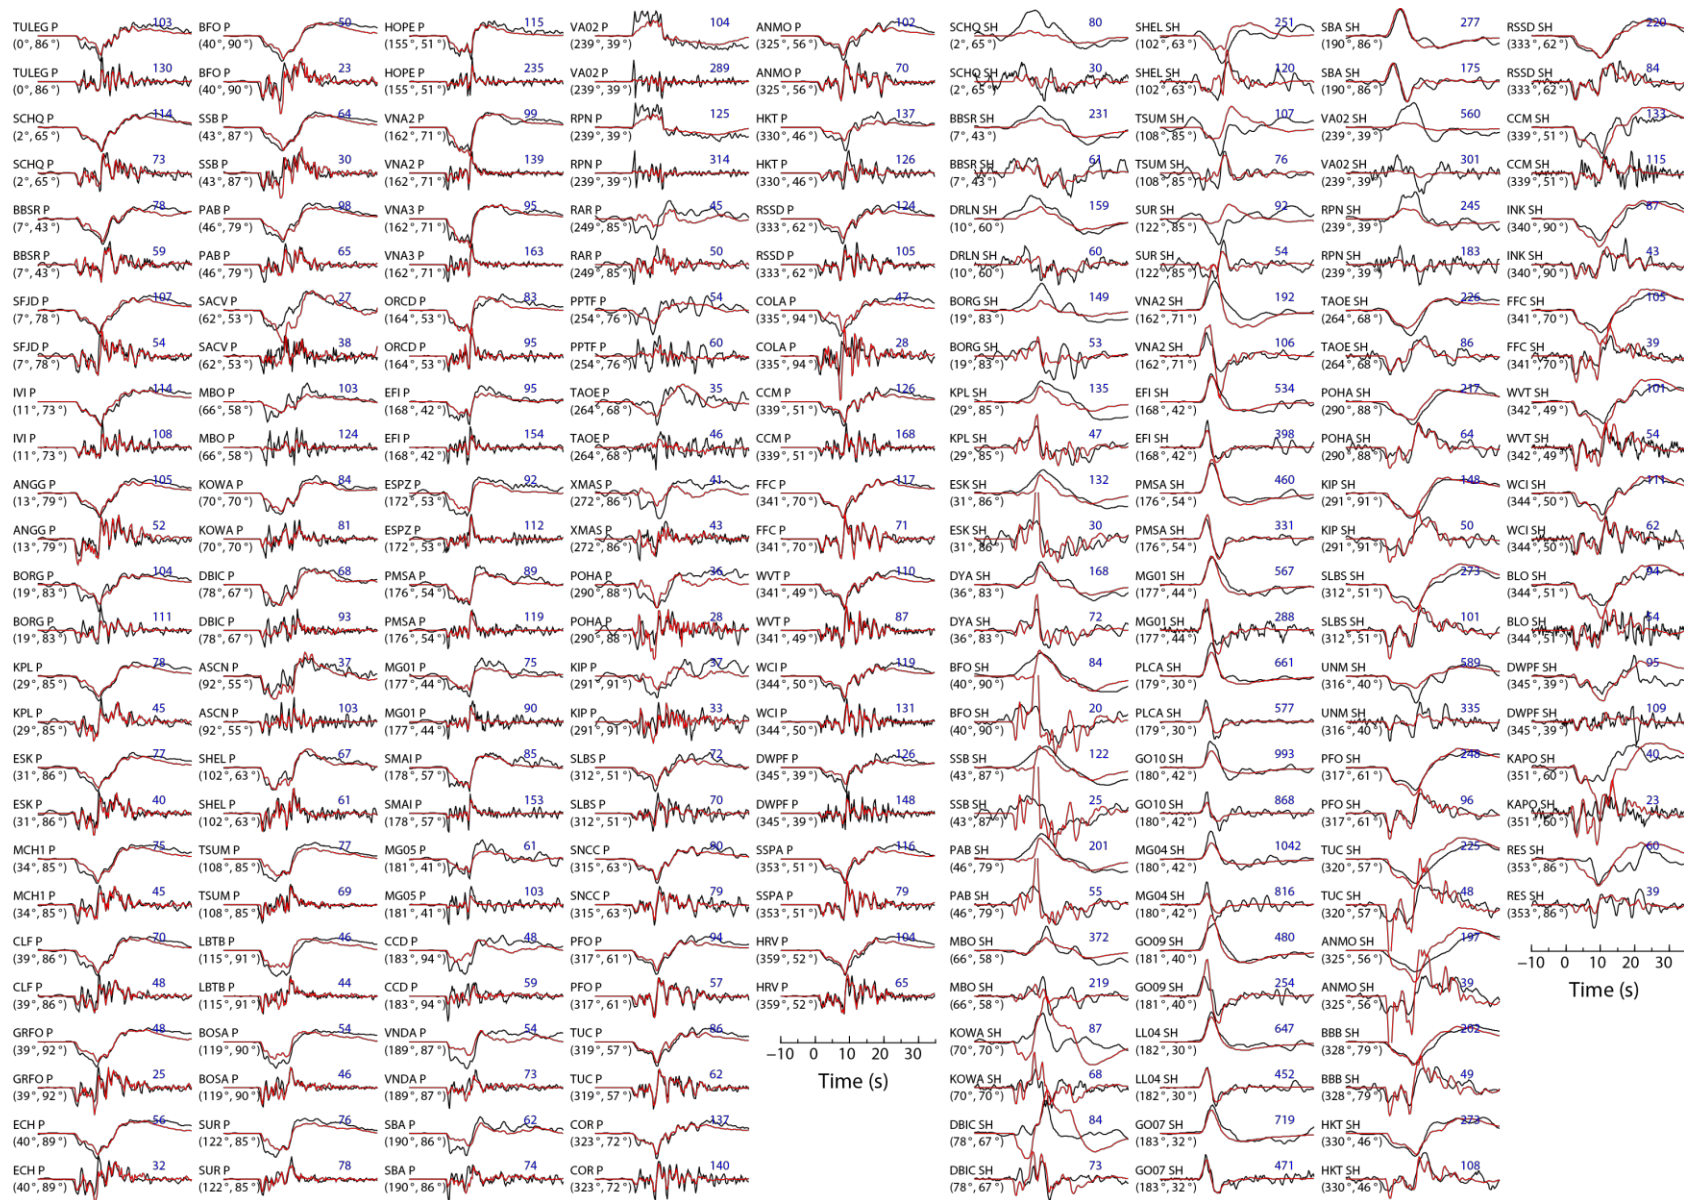 TULEG P 103
(0°, 86°)
TULEG P 130
(0°, 86°)
SCHQ P 114
(2°, 65°)
SCHQ P 73
(2°, 65°)
BBSR P 78
(7°, 43°)
BBSR P 59
(7°, 43°)
SFJD P 107
(7°, 78°)
SFJD P 54
(7°, 78°)
IVI P 114
(11°, 73°)
IVI P 108
(11°, 73°)
ANGG P 105
(13°, 79°)
ANGG P 52
(13°, 79°)
BORG P 104
(19°, 83°)
BORG P 111
(19°, 83°)
KPL P 78
(29°, 85°)
KPL P 45
(29°, 85°)
ESK P 77
(31°, 86°)
ESK P 40
(31°, 86°)
MCH1 P 75
(34°, 85°)
MCH1 P 45
(34°, 85°)
CLF P 70
(39°, 86°)
CLF P 48
(39°, 86°)
GRFO P 48
(39°, 92°)
GRFO P 25
(39°, 92°)
ECH P 56
(40°, 89°)
ECH P 32
(40°, 89°)
BFO P 50
(40°, 90°)
BFO P 23
(40°, 90°)
SSB P 64
(43°, 87°)
SSB P 30
(43°, 87°)
PAB P 98
(46°, 79°)
PAB P 65
(46°, 79°)
SACV P 27
(62°, 53°)
SACV P 38
(62°, 53°)
MBO P 103
(66°, 58°)
MBO P 124
(66°, 58°)
KOWA P 84
(70°, 70°)
KOWA P 81
(70°, 70°)
DBIC P 68
(78°, 67°)
DBIC P 93
(78°, 67°)
ASCN P 37
(92°, 55°)
ASCN P 103
(92°, 55°)
SHEL P 67
(102°, 63°)
SHEL P 61
(102°, 63°)
TSUM P 77
(108°, 85°)
TSUM P 69
(108°, 85°)
LBTB P 46
(115°, 91°)
LBTB P 44
(115°, 91°)
BOSA P 54
(119°, 90°)
BOSA P 46
(119°, 90°)
SUR P 76
(122°, 85°)
SUR P 78
(122°, 85°)
HOPE P 115
(155°, 51°)
HOPE P 235
(155°, 51°)
VNA2 P 99
(162°, 71°)
VNA2 P 139
(162°, 71°)
VNA3 P 95
(162°, 71°)
VNA3 P 163
(162°, 71°)
ORCD P 83
(164°, 53°)
ORCD P 95
(164°, 53°)
EFI P 95
(168°, 42°)
EFI P 154
(168°, 42°)
ESPZ P 92
(172°, 53°)
ESPZ P 112
(172°, 53°)
PMSA P 89
(176°, 54°)
PMSA P 119
(176°, 54°)
MG01 P 75
(177°, 44°)
MG01 P 90
(177°, 44°)
SMAI P 85
(178°, 57°)
SMAI P 153
(178°, 57°)
MG05 P 61
(181°, 41°)
MG05 P 103
(181°, 41°)
CCD P 48
(183°, 94°)
CCD P 59
(183°, 94°)
VNDA P 54
(189°, 87°)
VNDA P 73
(189°, 87°)
SBA P 62
(190°, 86°)
SBA P 74
(190°, 86°)
VA02 P 104
(239°, 39°)
VA02 P 289
(239°, 39°)
RPN P 125
(239°, 39°)
RPN P 314
(239°, 39°)
RAR P 45
(249°, 85°)
RAR P 50
(249°, 85°)
PPTF P 54
(254°, 76°)
PPTF P 60
(254°, 76°)
TAOE P 35
(264°, 68°)
TAOE P 46
(264°, 68°)
XMAS P 41
(272°, 86°)
XMAS P 43
(272°, 86°)
POHA P 36
(290°, 88°)
POHA P 28
(290°, 88°)
KIP P 37
(291°, 91°)
KIP P 33
(291°, 91°)
SLBS P 72
(312°, 51°)
SLBS P 70
(312°, 51°)
SNCC P 80
(315°, 63°)
SNCC P 79
(315°, 63°)
PFO P 94
(317°, 61°)
PFO P 57
(317°, 61°)
TUC P 86
(319°, 57°)
TUC P 62
(319°, 57°)
COR P 137
(323°, 72°)
COR P 140
(323°, 72°)
ANMO P 102
(325°, 56°)
ANMO P 70
(325°, 56°)
HKT P 137
(330°, 46°)
HKT P 126
(330°, 46°)
RSSD P 124
(333°, 62°)
RSSD P 105
(333°, 62°)
COLA P 47
(335°, 94°)
COLA P 28
(335°, 94°)
CCM P 126
(339°, 51°)
CCM P 168
(339°, 51°)
FFC P 117
(341°, 70°)
FFC P 71
(341°, 70°)
WVT P 110
(341°, 49°)
WVT P 87
(341°, 49°)
WCI P 119
(344°, 50°)
WCI P 131
(344°, 50°)
DWPF P 126
(345°, 39°)
DWPF P 148
(345°, 39°)
SSPA P 116
(353°, 51°)
SSPA P 79
(353°, 51°)
HRV P 104
(359°, 52°)
HRV P 65
(359°, 52°)
−10 0 10 20 30
Time (s)
SCHQ SH 80
(2°, 65°)
SCHQ SH 30
(2°, 65°)
BBSR SH 231
(7°, 43°)
BBSR SH 61
(7°, 43°)
DRLN SH 159
(10°, 60°)
DRLN SH 60
(10°, 60°)
BORG SH 149
(19°, 83°)
BORG SH 53
(19°, 83°)
KPL SH 135
(29°, 85°)
KPL SH 47
(29°, 85°)
ESK SH 132
(31°, 86°)
ESK SH 30
(31°, 86°)
DYA SH 168
(36°, 83°)
DYA SH 72
(36°, 83°)
BFO SH 84
(40°, 90°)
BFO SH 20
(40°, 90°)
SSB SH 122
(43°, 87°)
SSB SH 25
(43°, 87°)
PAB SH 201
(46°, 79°)
PAB SH 55
(46°, 79°)
MBO SH 372
(66°, 58°)
MBO SH 219
(66°, 58°)
KOWA SH 87
(70°, 70°)
KOWA SH 68
(70°, 70°)
DBIC SH 84
(78°, 67°)
DBIC SH 73
(78°, 67°)
SHEL SH 251
(102°, 63°)
SHEL SH 120
(102°, 63°)
TSUM SH 107
(108°, 85°)
TSUM SH 76
(108°, 85°)
SUR SH 92
(122°, 85°)
SUR SH 54
(122°, 85°)
VNA2 SH 192
(162°, 71°)
VNA2 SH 106
(162°, 71°)
EFI SH 534
(168°, 42°)
EFI SH 398
(168°, 42°)
PMSA SH 460
(176°, 54°)
PMSA SH 331
(176°, 54°)
MG01 SH 567
(177°, 44°)
MG01 SH 288
(177°, 44°)
PLCA SH 661
(179°, 30°)
PLCA SH 577
(179°, 30°)
GO10 SH 993
(180°, 42°)
GO10 SH 868
(180°, 42°)
MG04 SH 1042
(180°, 42°)
MG04 SH 816
(180°, 42°)
GO09 SH 480
(181°, 40°)
GO09 SH 254
(181°, 40°)
LL04 SH 647
(182°, 30°)
LL04 SH 452
(182°, 30°)
GO07 SH 719
(183°, 32°)
GO07 SH 471
(183°, 32°)
SBA SH 277
(190°, 86°)
SBA SH 175
(190°, 86°)
VA02 SH 560
(239°, 39°)
VA02 SH 301
(239°, 39°)
RPN SH 245
(239°, 39°)
RPN SH 183
(239°, 39°)
TAOE SH 226
(264°, 68°)
TAOE SH 86
(264°, 68°)
POHA SH 217
(290°, 88°)
POHA SH 64
(290°, 88°)
KIP SH 148
(291°, 91°)
KIP SH 50
(291°, 91°)
SLBS SH 273
(312°, 51°)
SLBS SH 101
(312°, 51°)
UNM SH 589
(316°, 40°)
UNM SH 335
(316°, 40°)
PFO SH 248
(317°, 61°)
PFO SH 96
(317°, 61°)
TUC SH 225
(320°, 57°)
TUC SH 48
(320°, 57°)
ANMO SH 197
(325°, 56°)
ANMO SH 39
(325°, 56°)
BBB SH 202
(328°, 79°)
BBB SH 49
(328°, 79°)
HKT SH 273
(330°, 46°)
HKT SH 108
(330°, 46°)
RSSD SH 220
(333°, 62°)
RSSD SH 84
(333°, 62°)
CCM SH 133
(339°, 51°)
CCM SH 115
(339°, 51°)
INK SH 87
(340°, 90°)
INK SH 43
(340°, 90°)
FFC SH 105
(341°, 70°)
FFC SH 39
(341°, 70°)
WVT SH 101
(342°, 49°)
WVT SH 54
(342°, 49°)
WCI SH 111
(344°, 50°)
WCI SH 62
(344°, 50°)
BLO SH 94
(344°, 51°)
BLO SH 54
(344°, 51°)
DWPF SH 95
(345°, 39°)
DWPF SH 109
(345°, 39°)
KAPO SH 40
(351°, 60°)
KAPO SH 23
(351°, 60°)
RES SH 60
(353°, 86°)
RES SH 39
(353°, 86°)
−10 0 10 20 30
Time (s)